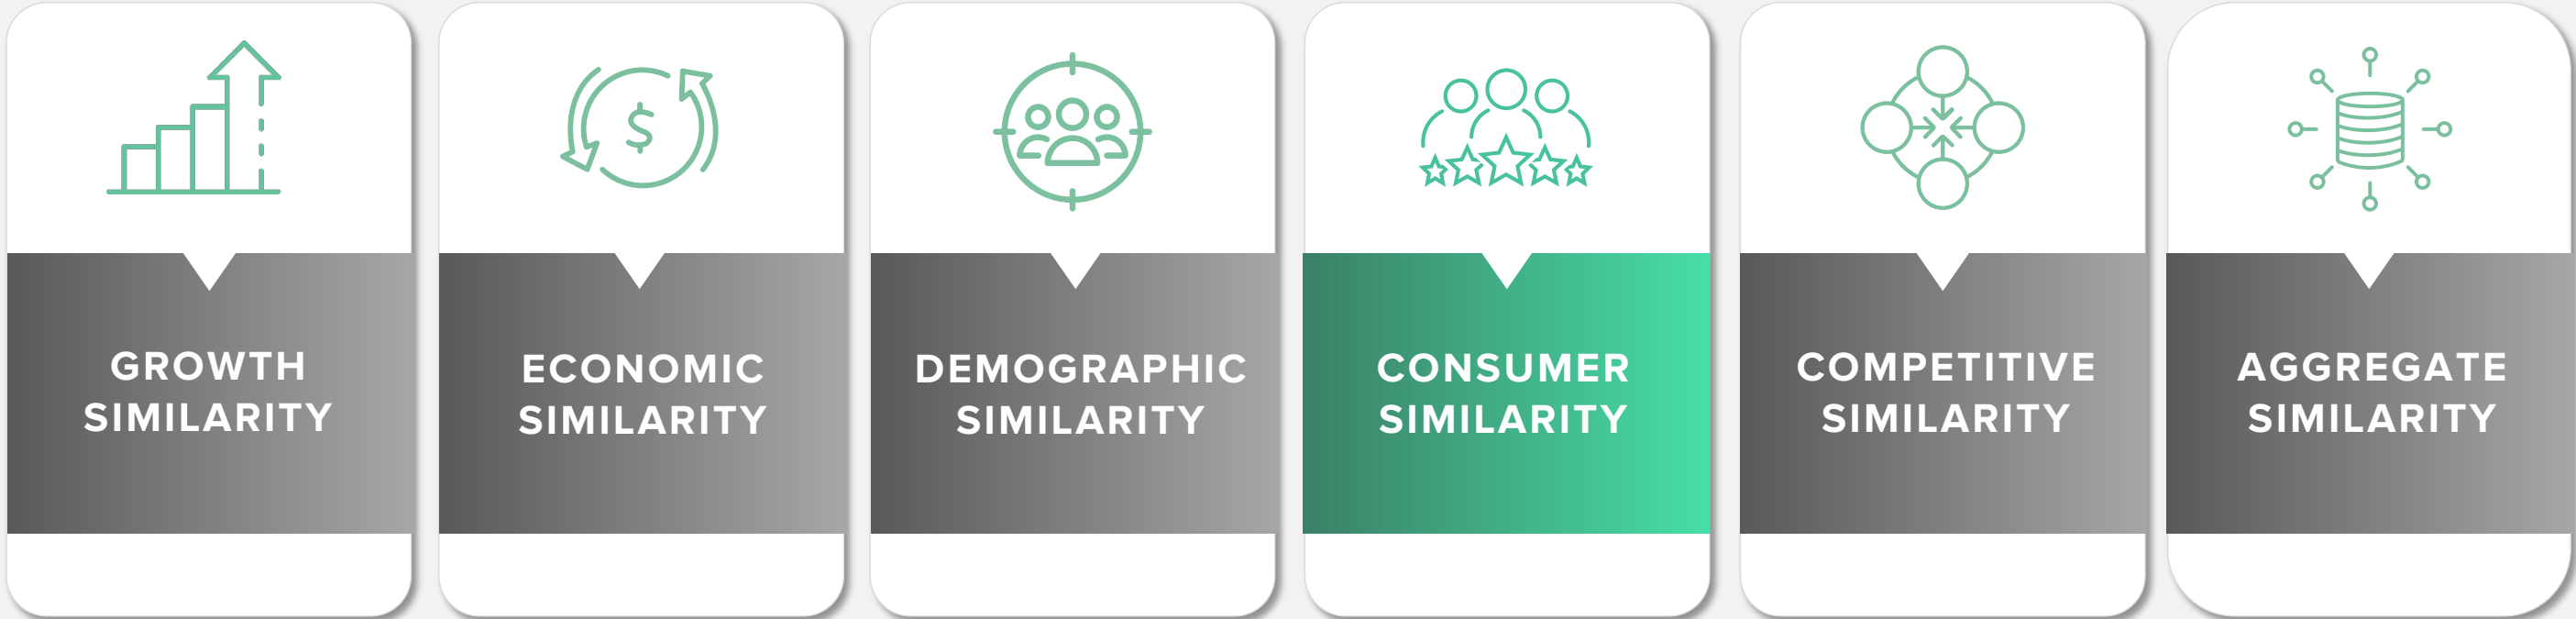 GROWTH
SIMILARITY
ECONOMIC
SIMILARITY
DEMOGRAPHIC
SIMILARITY
CONSUMER
SIMILARITY
COMPETITIVE
SIMILARITY
AGGREGATE
SIMILARITY